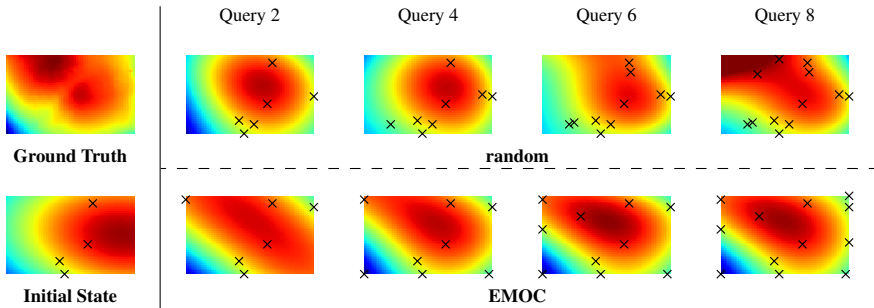 Query 2 Query 4 Query 6 Query 8
Ground Truth random
Initial State EMOC